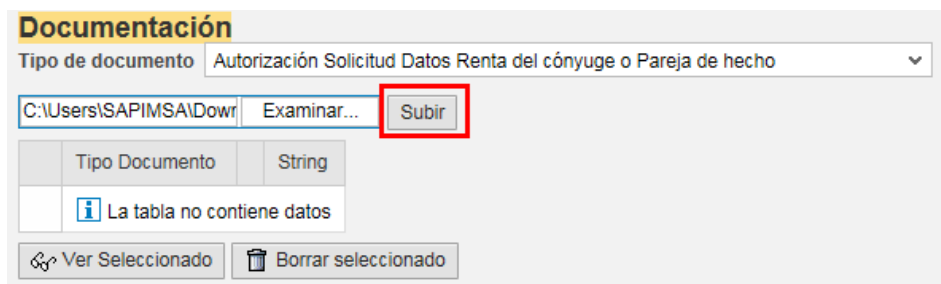 Documentación
Tipo de documento Autorización Solicitud Datos Renta del cónyuge o Pareja de hecho
C:\Users\SAPIMSA\Dowr Examinar... Subir
Tipo Documento String
La tabla no contiene datos
Ver Seleccionado Borrar seleccionado